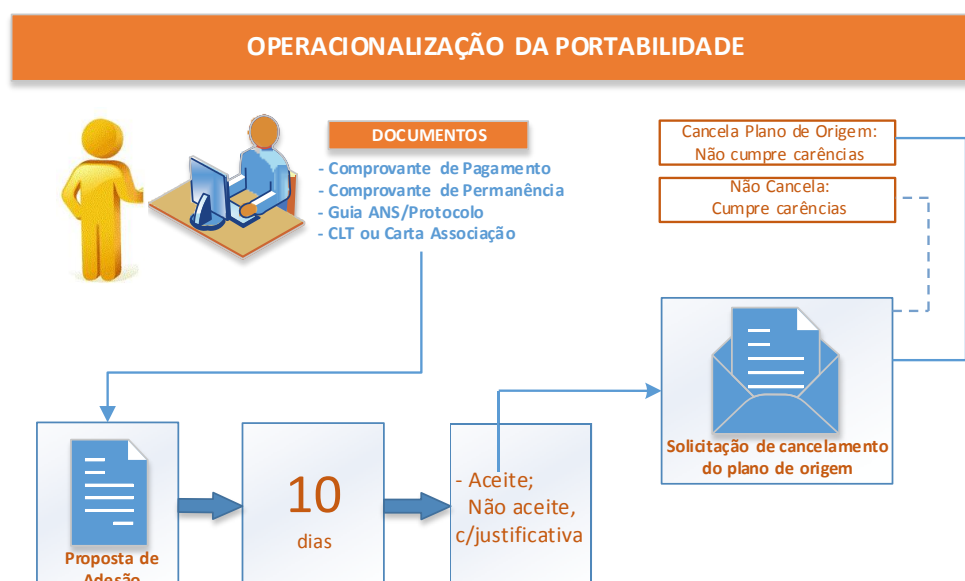 OPERACIONALIZAÇÃO DA PORTABILIDADE
DOCUMENTOS
- Comprovante de Pagamento
- Comprovante de Permanência
- Guia ANS/Protocolo
- CLT ou Carta Associação
Cancela Plano de Origem:
Não cumpre carências
Não Cancela:
Cumpre carências
Solicitação de cancelamento
do plano de origem
Proposta de
Adesão
10
dias
- Aceite;
Não aceite,
c/justificativa